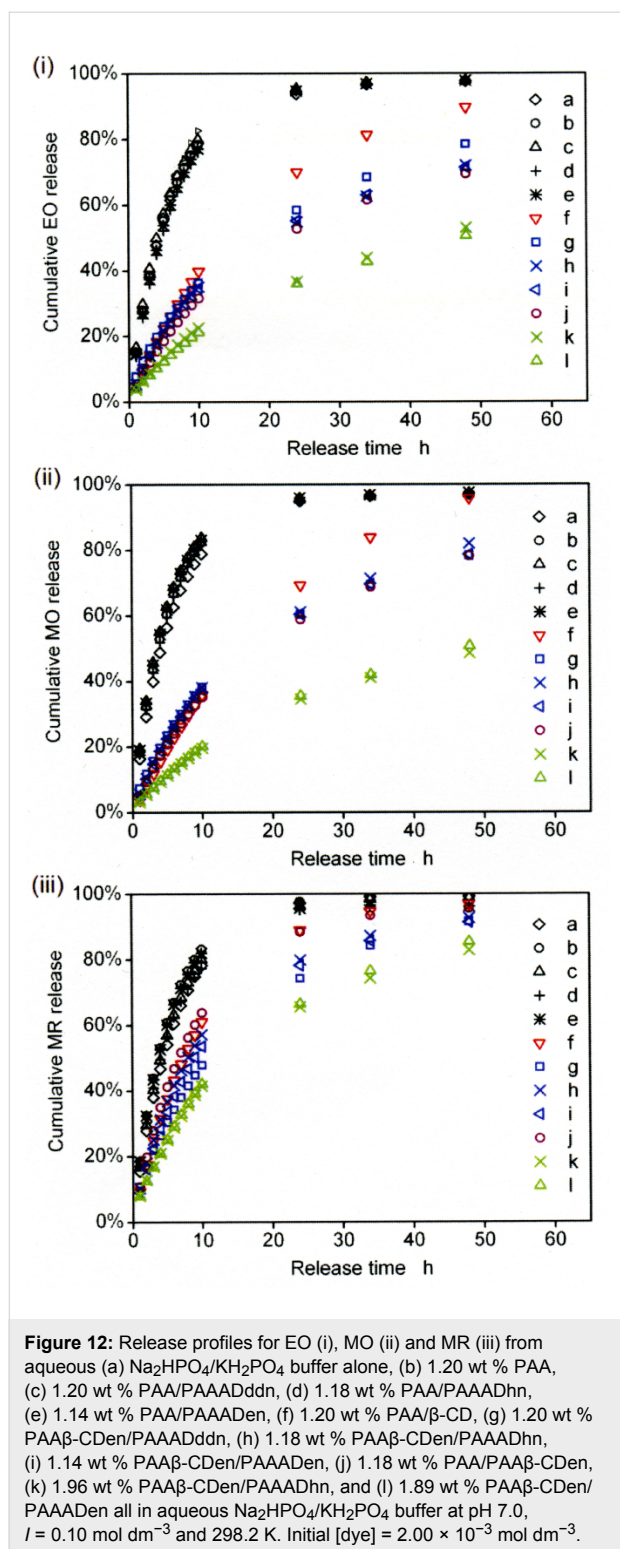 (i)
100%
80%
60%
40%
20%
0%
Cumulative EO release
0 10 20 30 40 50 60
Release time h
a
b
c
d
e
f
g
h
i
j
k
l
(ii)
100%
80%
60%
40%
20%
0%
Cumulative MO release
0 10 20 30 40 50 60
Release time h
a
b
c
d
e
f
g
h
i
j
k
l
(iii)
100%
80%
60%
40%
20%
0%
Cumulative MR release
0 10 20 30 40 50 60
Release time h
a
b
c
d
e
f
g
h
i
j
k
l
Figure 12: Release profiles for EO (i), MO (ii) and MR (iii) from
aqueous (a) Na₂HPO₄/KH₂PO₄ buffer alone, (b) 1.20 wt % PAA,
(c) 1.20 wt % PAA/PAAADddn, (d) 1.18 wt % PAA/PAAADhn,
(e) 1.14 wt % PAA/PAAADen, (f) 1.20 wt % PAA/β-CD, (g) 1.20 wt %
PAAβ-CDen/PAAADddn, (h) 1.18 wt % PAAβ-CDen/PAAADhn,
(i) 1.14 wt % PAAβ-CDen/PAAADen, (j) 1.18 wt % PAA/PAAβ-CDen,
(k) 1.96 wt % PAAβ-CDen/PAAADhn, and (l) 1.89 wt % PAAβ-CDen/
PAAADen all in aqueous Na₂HPO₄/KH₂PO₄ buffer at pH 7.0,
I = 0.10 mol dm⁻³ and 298.2 K. Initial [dye] = 2.00 × 10⁻³ mol dm⁻³.